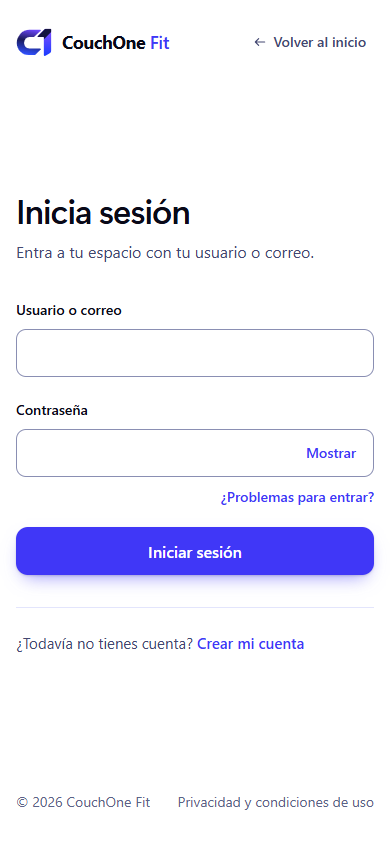 CouchOne Fit
← Volver al inicio
Inicia sesión
Entra a tu espacio con tu usuario o correo.
Usuario o correo
Contraseña
Mostrar
¿Problemas para entrar?
Iniciar sesión
¿Todavía no tienes cuenta? Crear mi cuenta
© 2026 CouchOne Fit
Privacidad y condiciones de uso